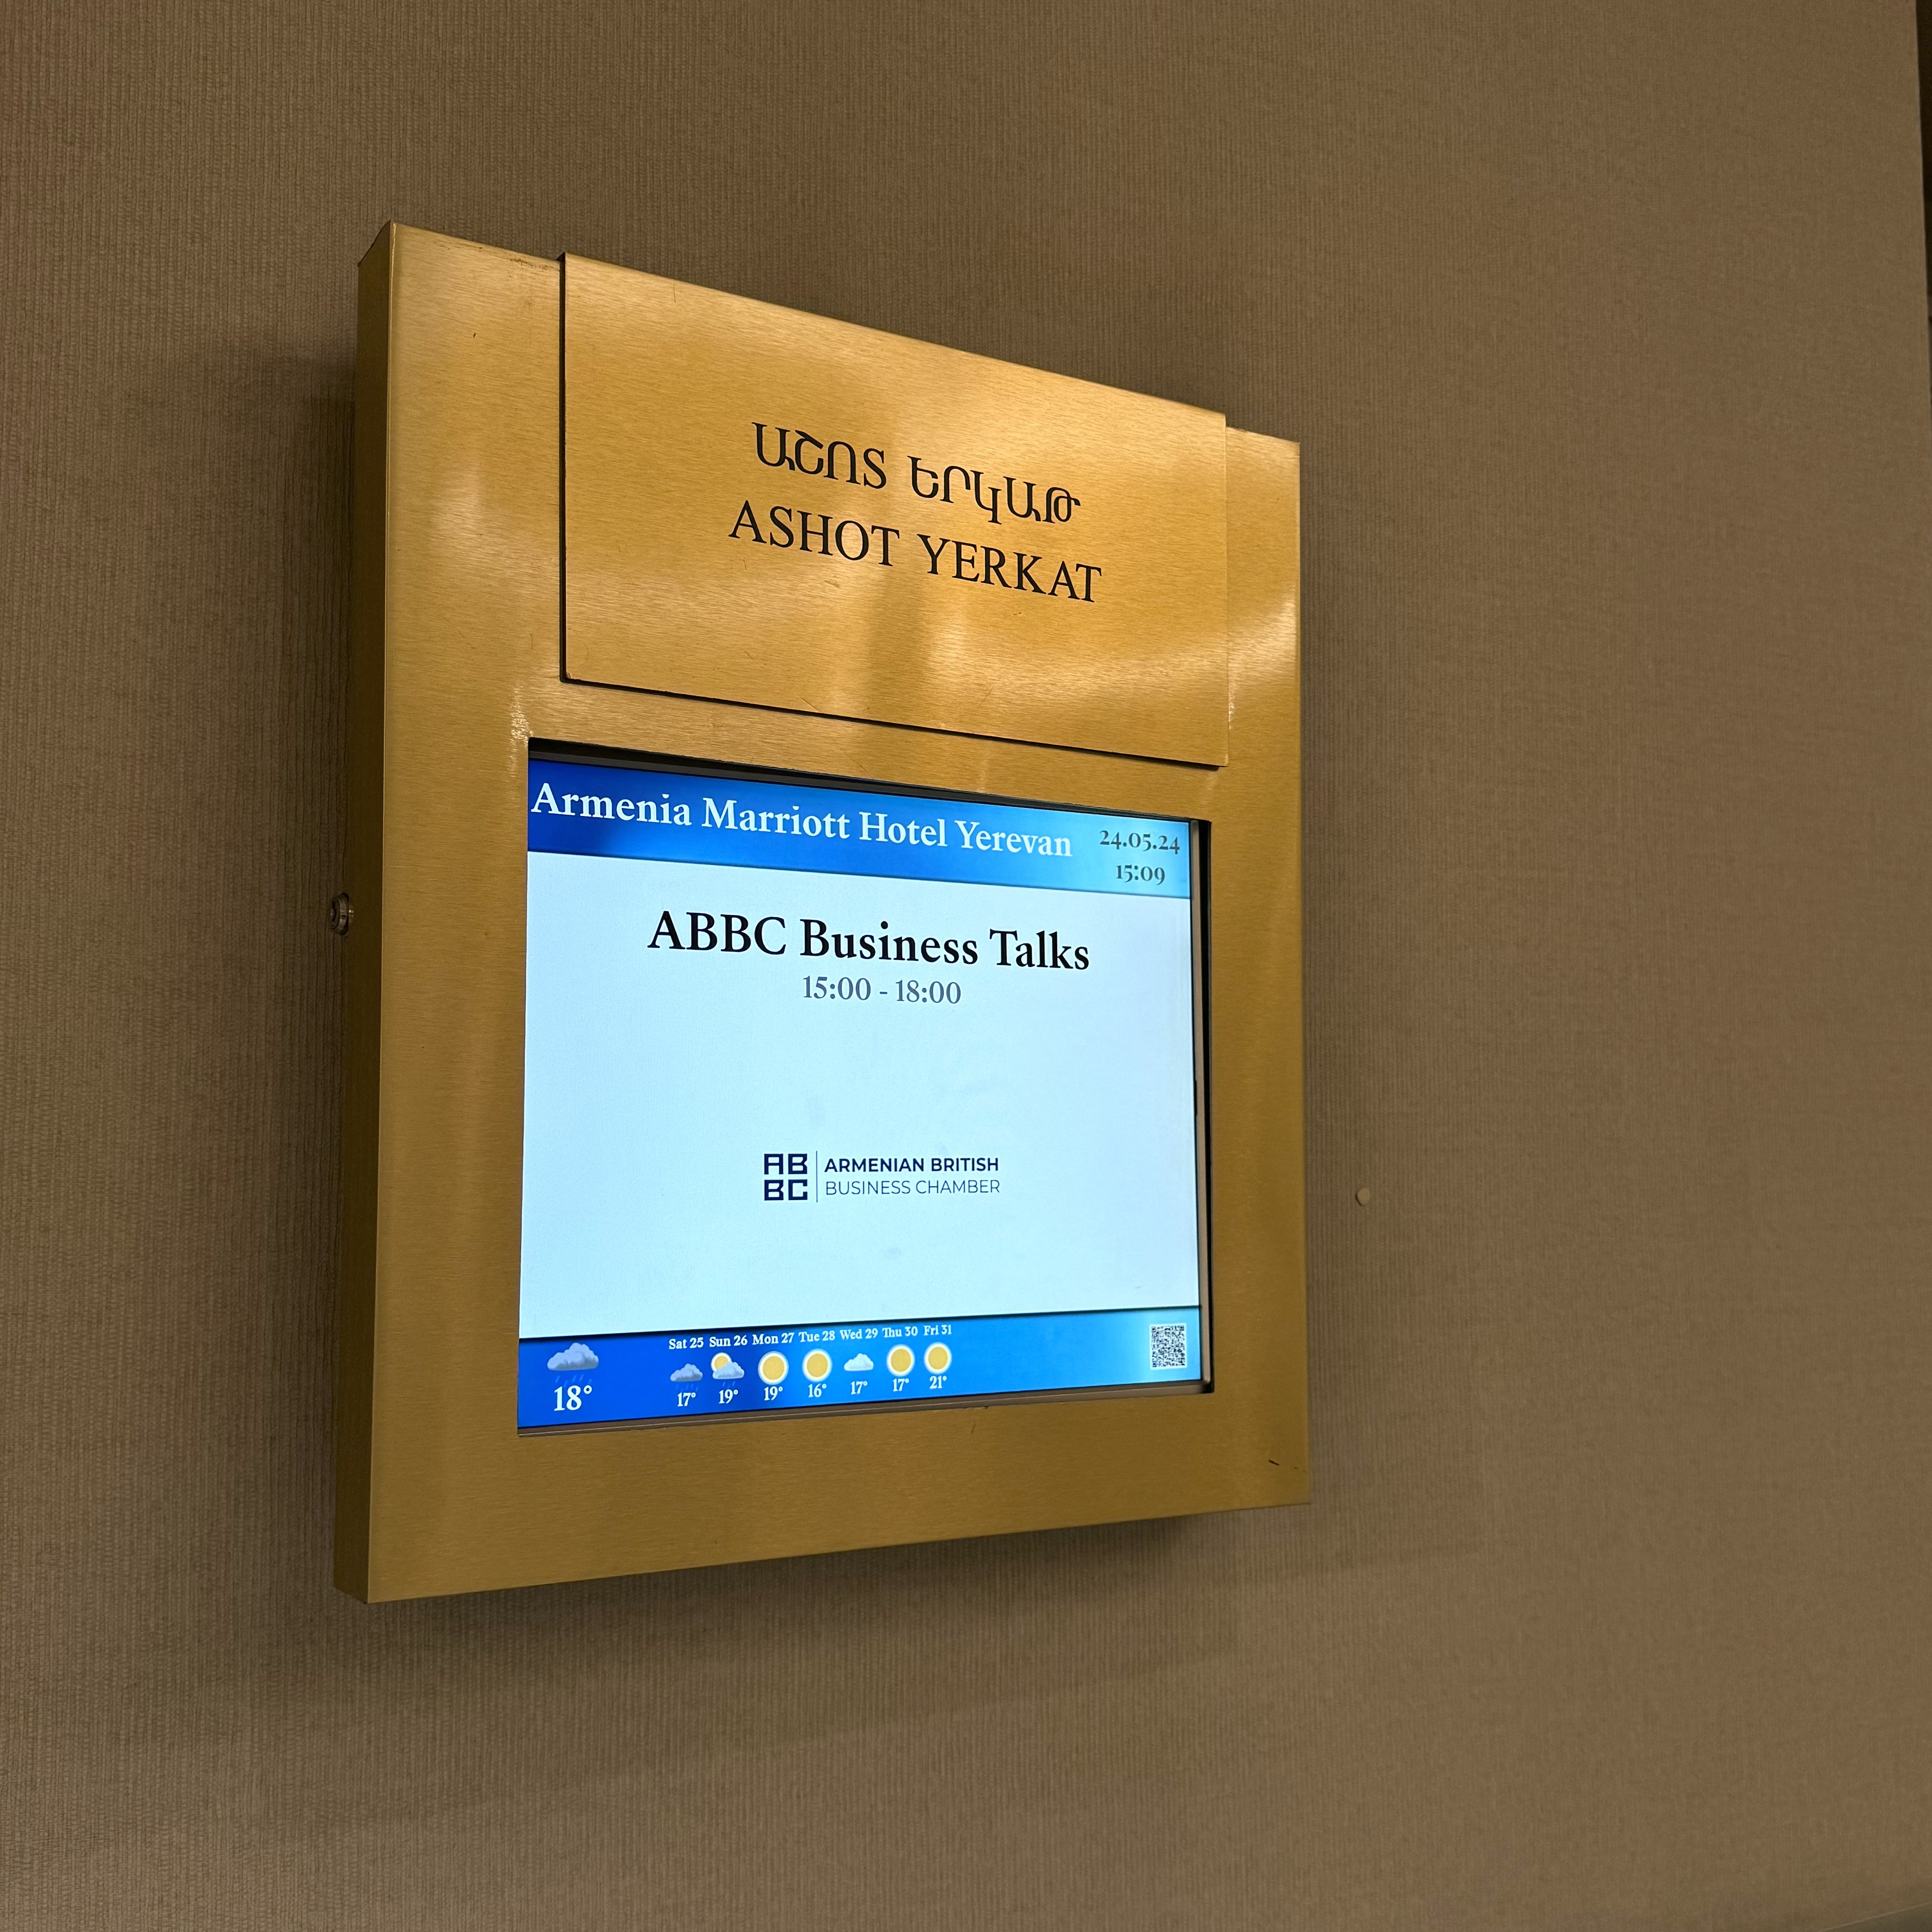 ԱՇՈՏ ԵՐԿԱԹ
ASHOT YERKAT
Armenia Marriott Hotel Yerevan
24.05.24
15:09
ABBC Business Talks
15:00 - 18:00
AB
BC
ARMENIAN BRITISH
BUSINESS CHAMBER
Sat 25 Sun 26 Mon 27 Tue 28 Wed 29 Thu 30 Fri 31
18° 17° 19° 19° 16° 17° 17° 21°